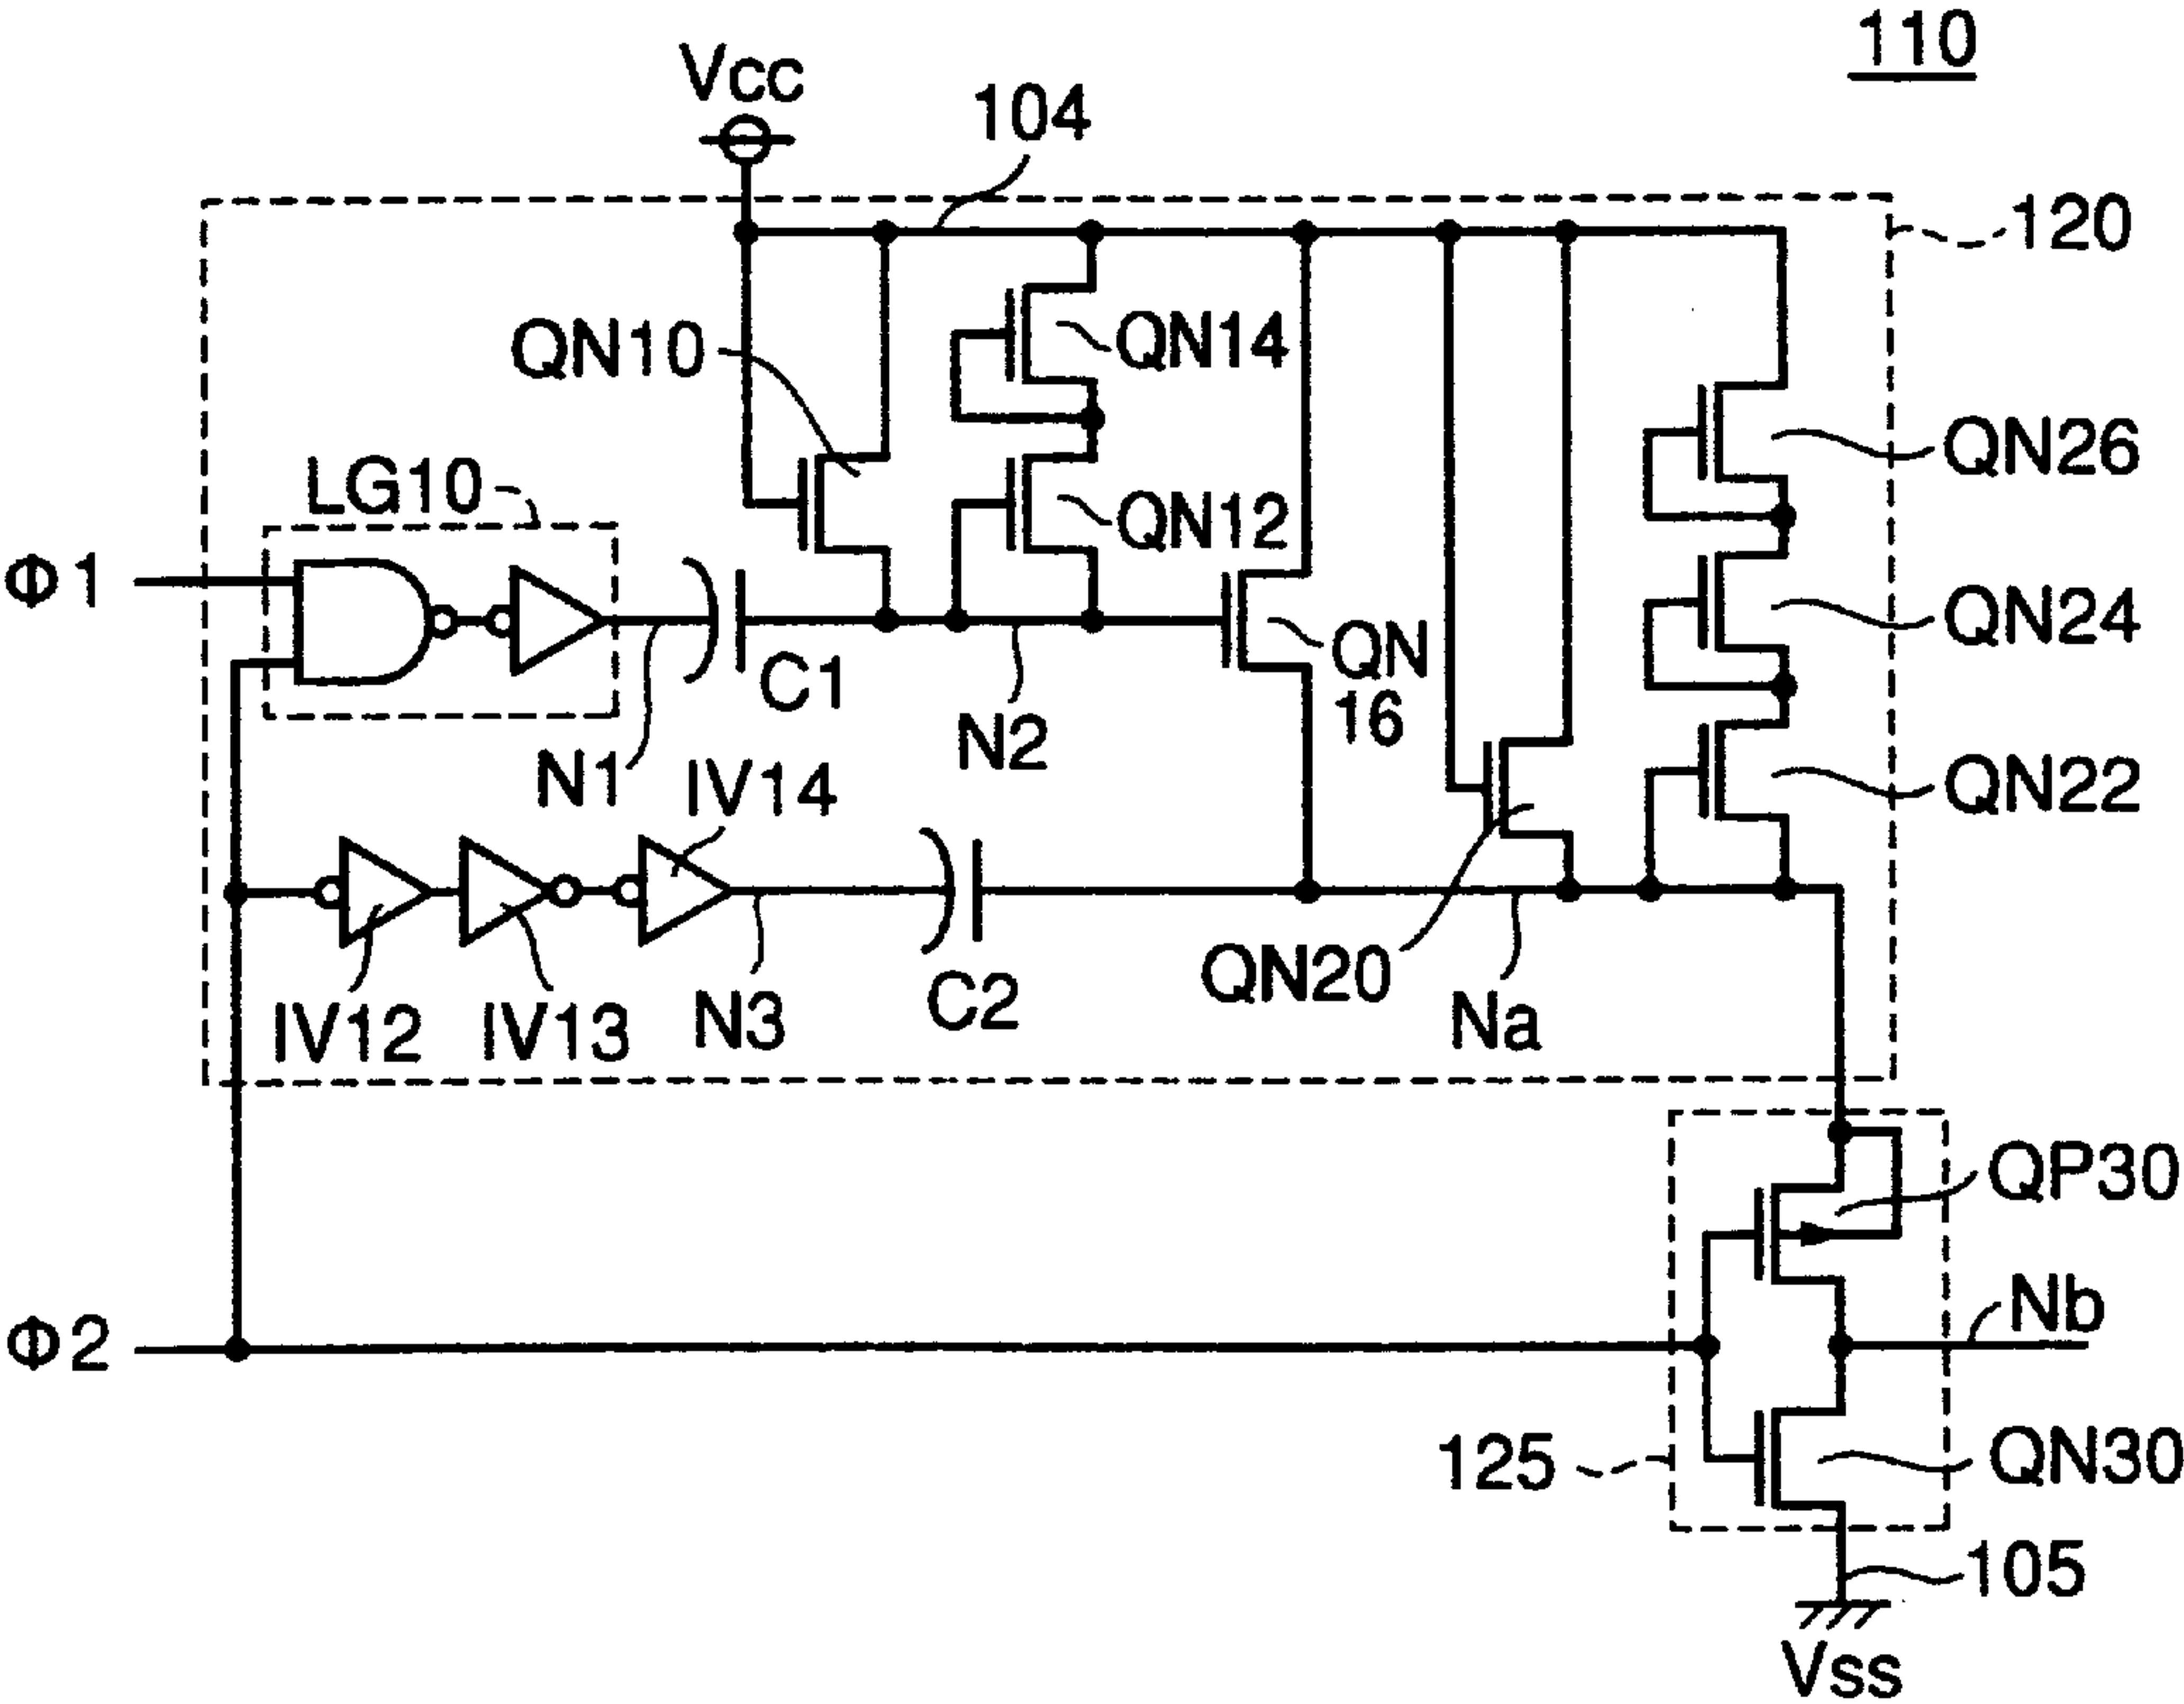 110
Vcc
104
120
QN10
QN14
QN26
LG10
QN12
Φ1
QN24
QN
16
C1
N2
N1
IV14
QN22
QN20
C2
Na
IV12
IV13
N3
QP30
Nb
Φ2
125
QN30
105
Vss